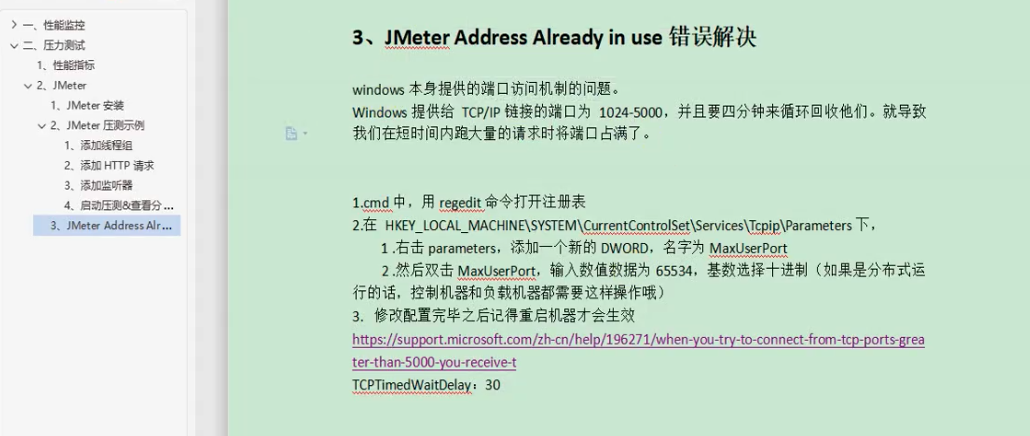 一、性能监控
二、压力测试
1、性能指标
2、JMeter
1、JMeter 安装
2、JMeter 压测示例
1、添加线程组
2、添加 HTTP 请求
3、添加监听器
4、启动压测&查看分...
3、JMeter Address Alr...
3、JMeter Address Already in use 错误解决
windows 本身提供的端口访问机制的问题。
Windows 提供给 TCP/IP 链接的端口为 1024-5000，并且要四分钟来循环回收他们。就导致
我们在短时间内跑大量的请求时将端口占满了。
1.cmd 中，用 regedit 命令打开注册表
2.在 HKEY_LOCAL_MACHINE\SYSTEM\CurrentControlSet\Services\Tcpip\Parameters 下，
1 .右击 parameters，添加一个新的 DWORD，名字为 MaxUserPort
2 .然后双击 MaxUserPort，输入数值数据为 65534，基数选择十进制（如果是分布式运
行的话，控制机器和负载机器都需要这样操作哦）
3. 修改配置完毕之后记得重启机器才会生效
https://support.microsoft.com/zh-cn/help/196271/when-you-try-to-connect-from-tcp-ports-grea
ter-than-5000-you-receive-t
TCPTimedWaitDelay：30